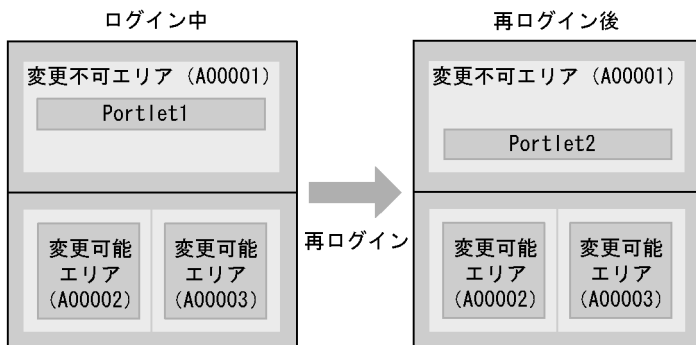 ログイン中
変更不可エリア (A00001)
Portlet1
変更可能
エリア
(A00002)
変更可能
エリア
(A00003)
再ログイン
再ログイン後
変更不可エリア (A00001)
Portlet2
変更可能
エリア
(A00002)
変更可能
エリア
(A00003)